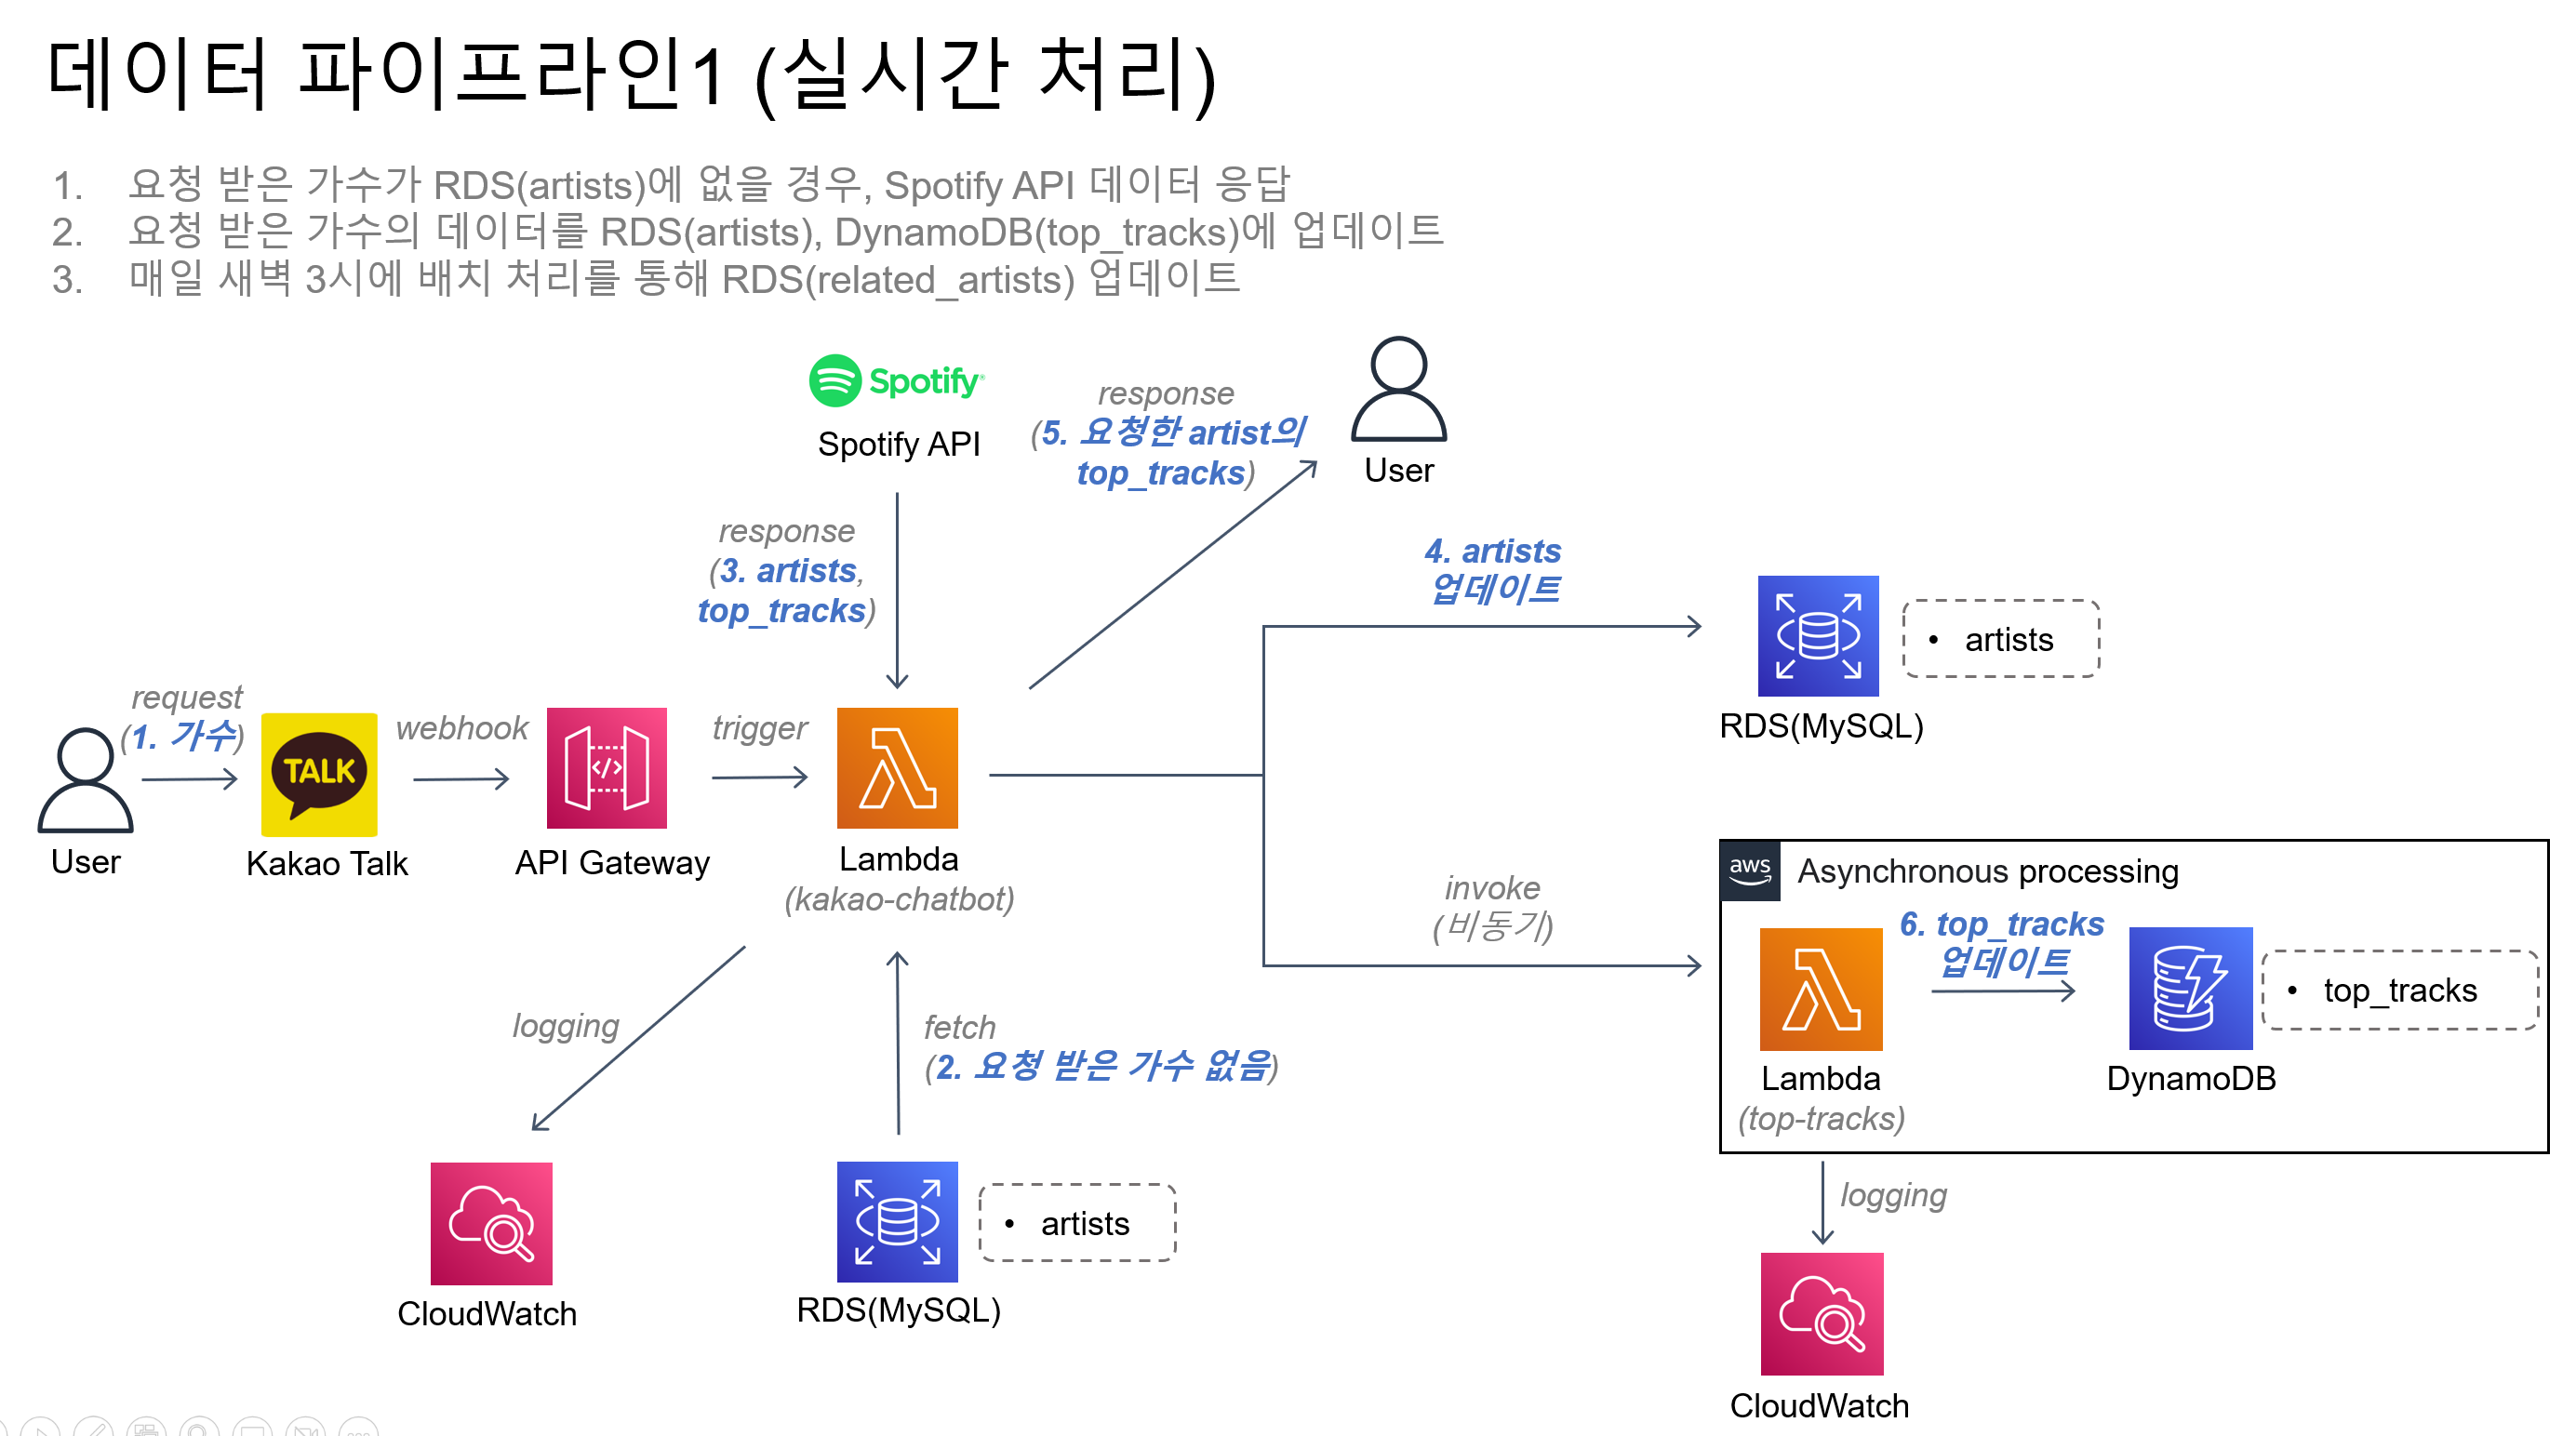 데이터 파이프라인1 (실시간 처리)
1. 요청 받은 가수가 RDS(artists)에 없을 경우, Spotify API 데이터 응답
2. 요청 받은 가수의 데이터를 RDS(artists), DynamoDB(top_tracks)에 업데이트
3. 매일 새벽 3시에 배치 처리를 통해 RDS(related_artists) 업데이트
Spotify
Spotify API
response
(5. 요청한 artist의
top_tracks)
User
response
(3. artists,
top_tracks)
4. artists
업데이트
• artists
RDS(MySQL)
request
(1. 가수)
User
TALK
Kakao Talk
webhook
</>
API Gateway
trigger
Lambda
(kakao-chatbot)
invoke
(비동기)
aws
Asynchronous processing
Lambda
(top-tracks)
6. top_tracks
업데이트
DynamoDB
• top_tracks
logging
CloudWatch
fetch
(2. 요청 받은 가수 없음)
RDS(MySQL)
• artists
logging
CloudWatch